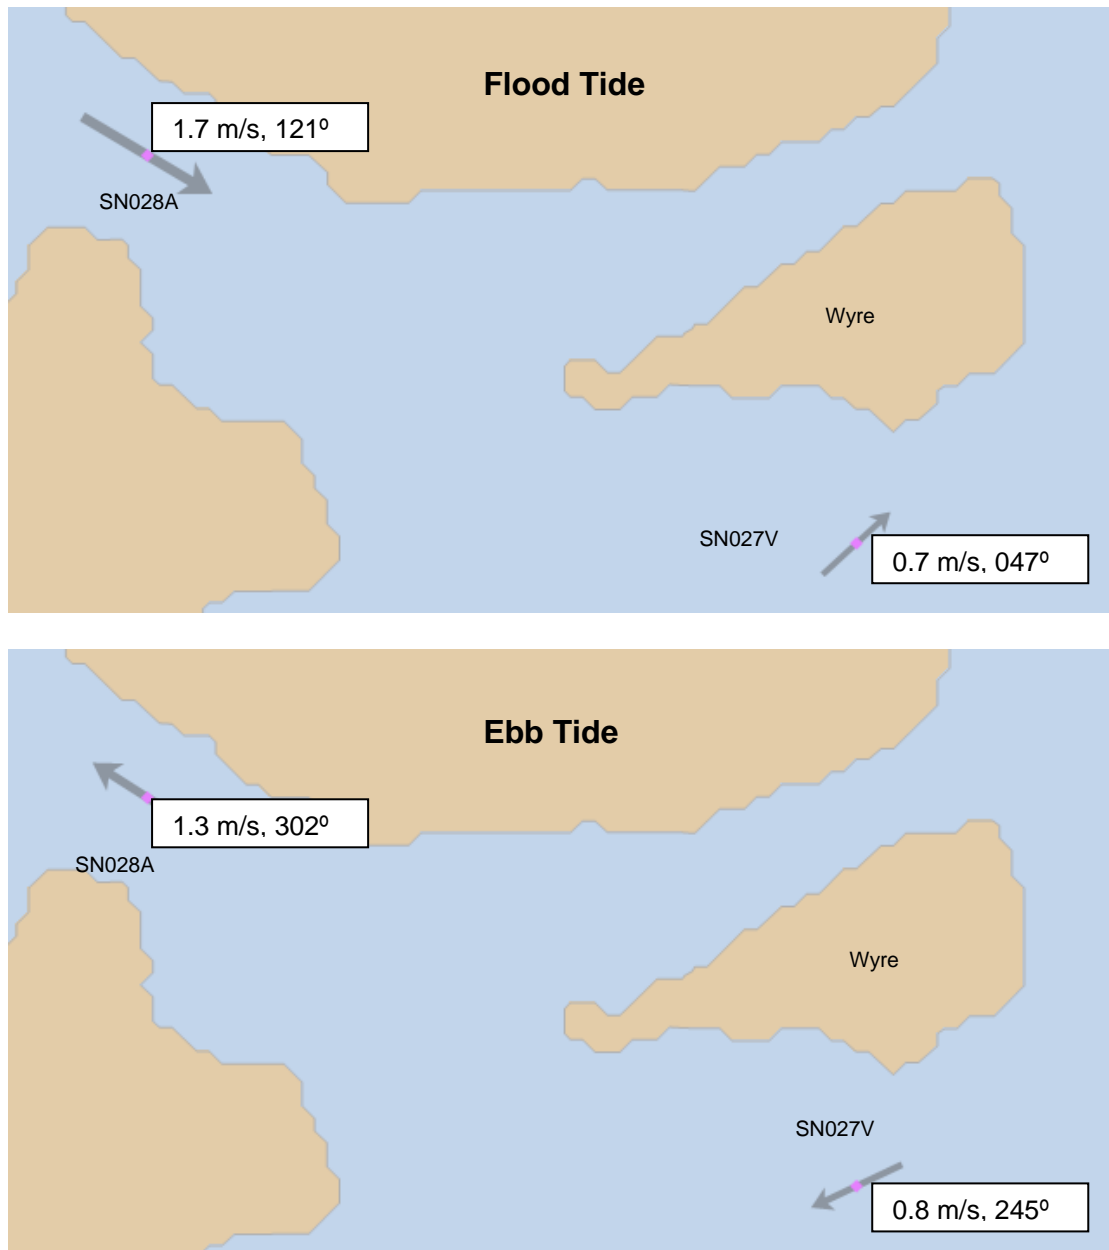 Flood Tide
1.7 m/s, 121º
SN028A
Wyre
SN027V
0.7 m/s, 047º
Ebb Tide
1.3 m/s, 302º
SN028A
Wyre
SN027V
0.8 m/s, 245º